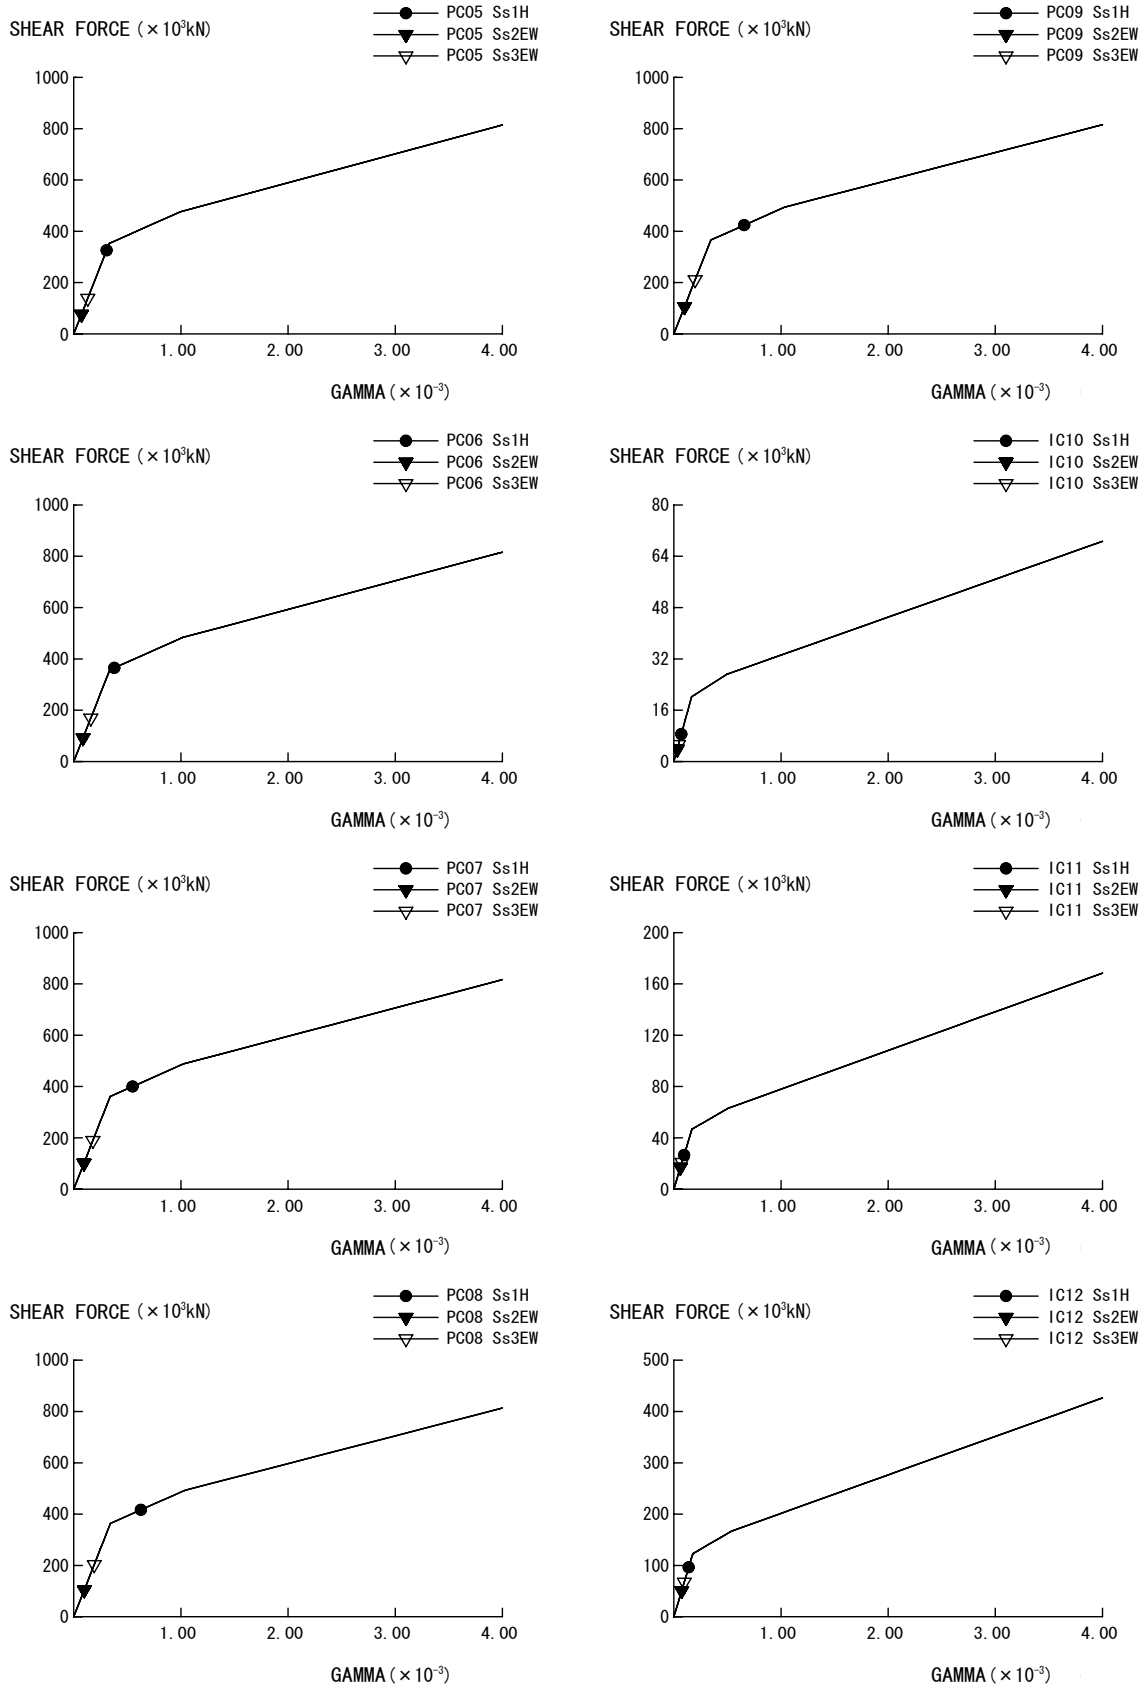 SHEAR FORCE (×10³kN)
PC05 Ss1H
PC05 Ss2EW
PC05 Ss3EW
1000
800
600
400
200
0
1.00 2.00 3.00 4.00
GAMMA (×10⁻³)
SHEAR FORCE (×10³kN)
PC09 Ss1H
PC09 Ss2EW
PC09 Ss3EW
1000
800
600
400
200
0
1.00 2.00 3.00 4.00
GAMMA (×10⁻³)
SHEAR FORCE (×10³kN)
PC06 Ss1H
PC06 Ss2EW
PC06 Ss3EW
1000
800
600
400
200
0
1.00 2.00 3.00 4.00
GAMMA (×10⁻³)
SHEAR FORCE (×10³kN)
IC10 Ss1H
IC10 Ss2EW
IC10 Ss3EW
80
64
48
32
16
0
1.00 2.00 3.00 4.00
GAMMA (×10⁻³)
SHEAR FORCE (×10³kN)
PC07 Ss1H
PC07 Ss2EW
PC07 Ss3EW
1000
800
600
400
200
0
1.00 2.00 3.00 4.00
GAMMA (×10⁻³)
SHEAR FORCE (×10³kN)
IC11 Ss1H
IC11 Ss2EW
IC11 Ss3EW
200
160
120
80
40
0
1.00 2.00 3.00 4.00
GAMMA (×10⁻³)
SHEAR FORCE (×10³kN)
PC08 Ss1H
PC08 Ss2EW
PC08 Ss3EW
1000
800
600
400
200
0
1.00 2.00 3.00 4.00
GAMMA (×10⁻³)
SHEAR FORCE (×10³kN)
IC12 Ss1H
IC12 Ss2EW
IC12 Ss3EW
500
400
300
200
100
0
1.00 2.00 3.00 4.00
GAMMA (×10⁻³)